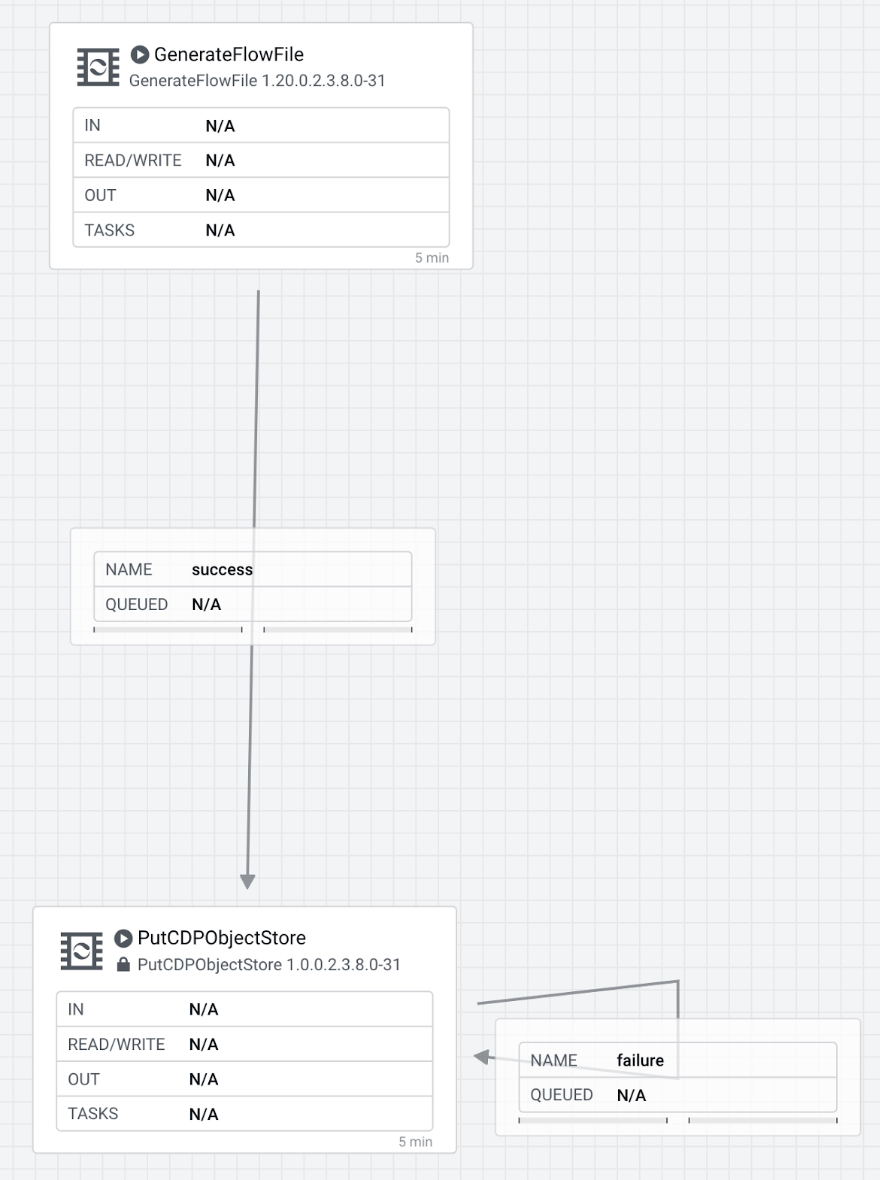 GenerateFlowFile
GenerateFlowFile 1.20.0.2.3.8.0-31
IN N/A
READ/WRITE N/A
OUT N/A
TASKS N/A
5 min
NAME success
QUEUED N/A
PutCDPObjectStore
PutCDPObjectStore 1.0.0.2.3.8.0-31
IN N/A
READ/WRITE N/A
OUT N/A
TASKS N/A
5 min
NAME failure
QUEUED N/A